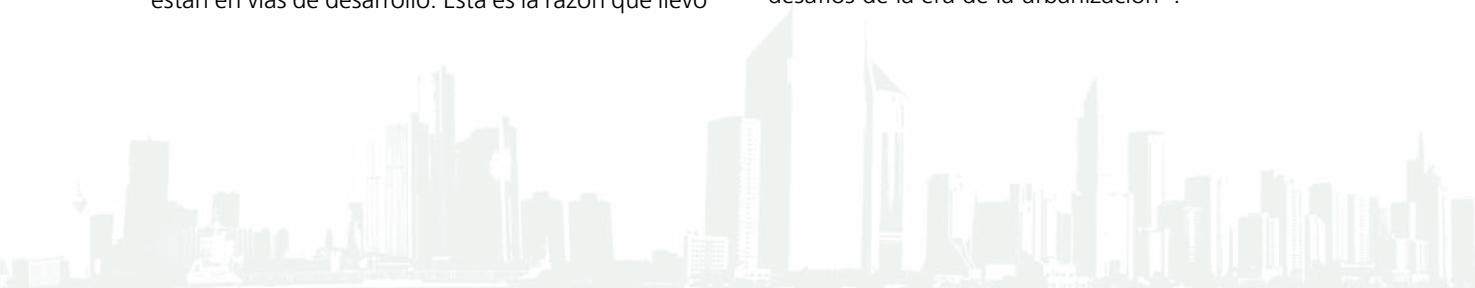 están en vías de desarrollo. Esta es la razón que llevó
desafíos de la era de la urbanización".